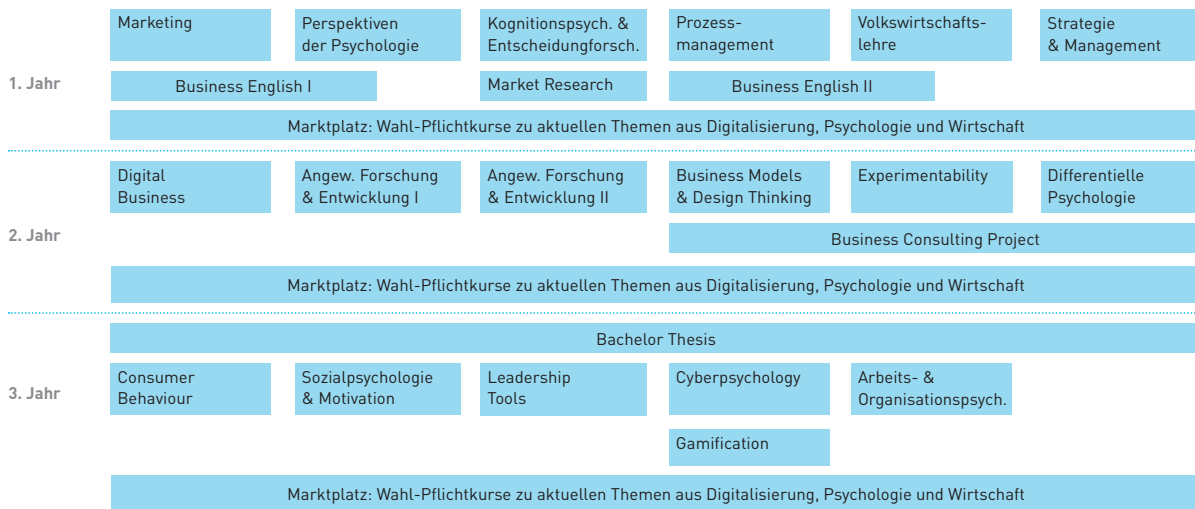 Marketing
Perspektiven
der Psychologie
Kognitionspsych. &
Entscheidungforsch.
Prozess-
management
Volkswirtschafts-
lehre
Strategie
& Management
1. Jahr
Business English I
Market Research
Business English II
Marktplatz: Wahl-Pflichtkurse zu aktuellen Themen aus Digitalisierung, Psychologie und Wirtschaft
Digital
Business
Angew. Forschung
& Entwicklung I
Angew. Forschung
& Entwicklung II
Business Models
& Design Thinking
Experimentability
Differentielle
Psychologie
2. Jahr
Business Consulting Project
Marktplatz: Wahl-Pflichtkurse zu aktuellen Themen aus Digitalisierung, Psychologie und Wirtschaft
Bachelor Thesis
3. Jahr
Consumer
Behaviour
Sozialpsychologie
& Motivation
Leadership
Tools
Cyberpsychology
Arbeits- &
Organisationspsych.
Gamification
Marktplatz: Wahl-Pflichtkurse zu aktuellen Themen aus Digitalisierung, Psychologie und Wirtschaft